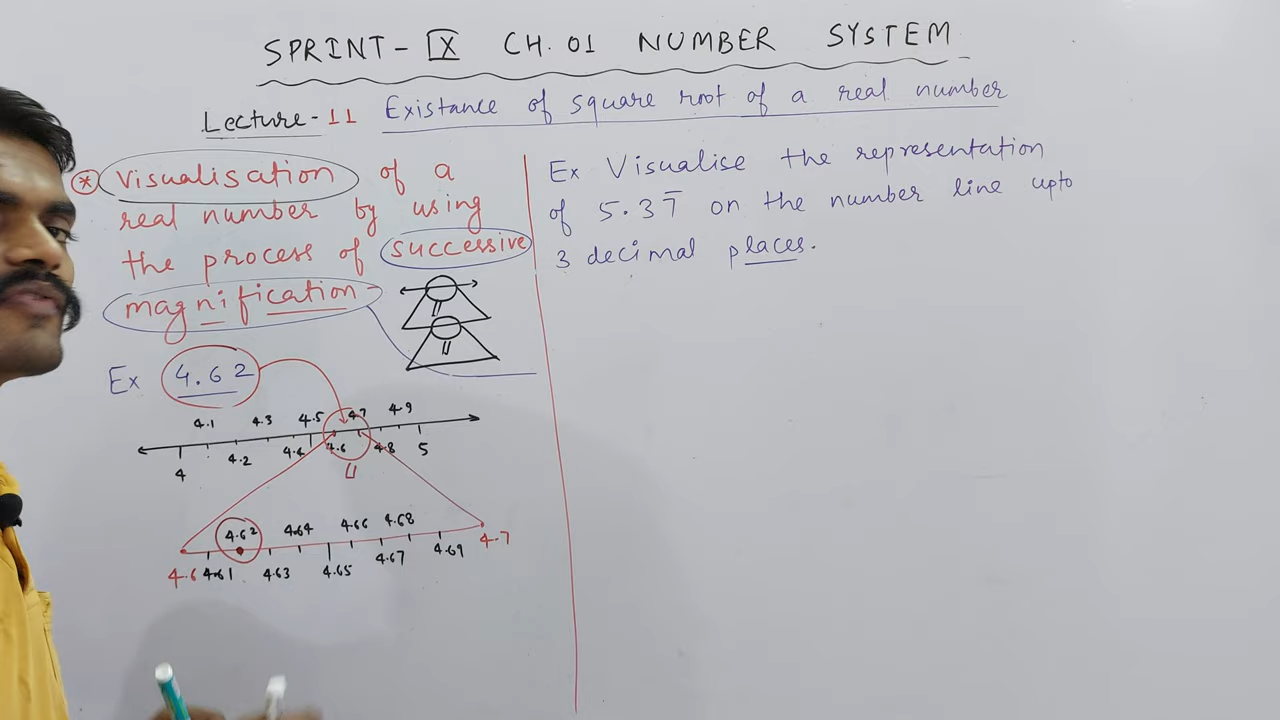 SPRINT- IX CH. 01 NUMBER SYSTEM
Lecture-11 Existance of square root of a real number
* visualisation of a
real number by using
the process of successive
magnification-
Ex 4.62
4.1 4.3 4.5 4.7 4.9
4 4.2 4.4 4.6 4.8 5
4.62 4.64 4.66 4.68
4.6 4.61 4.63 4.65 4.67 4.69 4.7
Ex Visualise the representation
of 5.37̅ on the number line upto
3 decimal places.